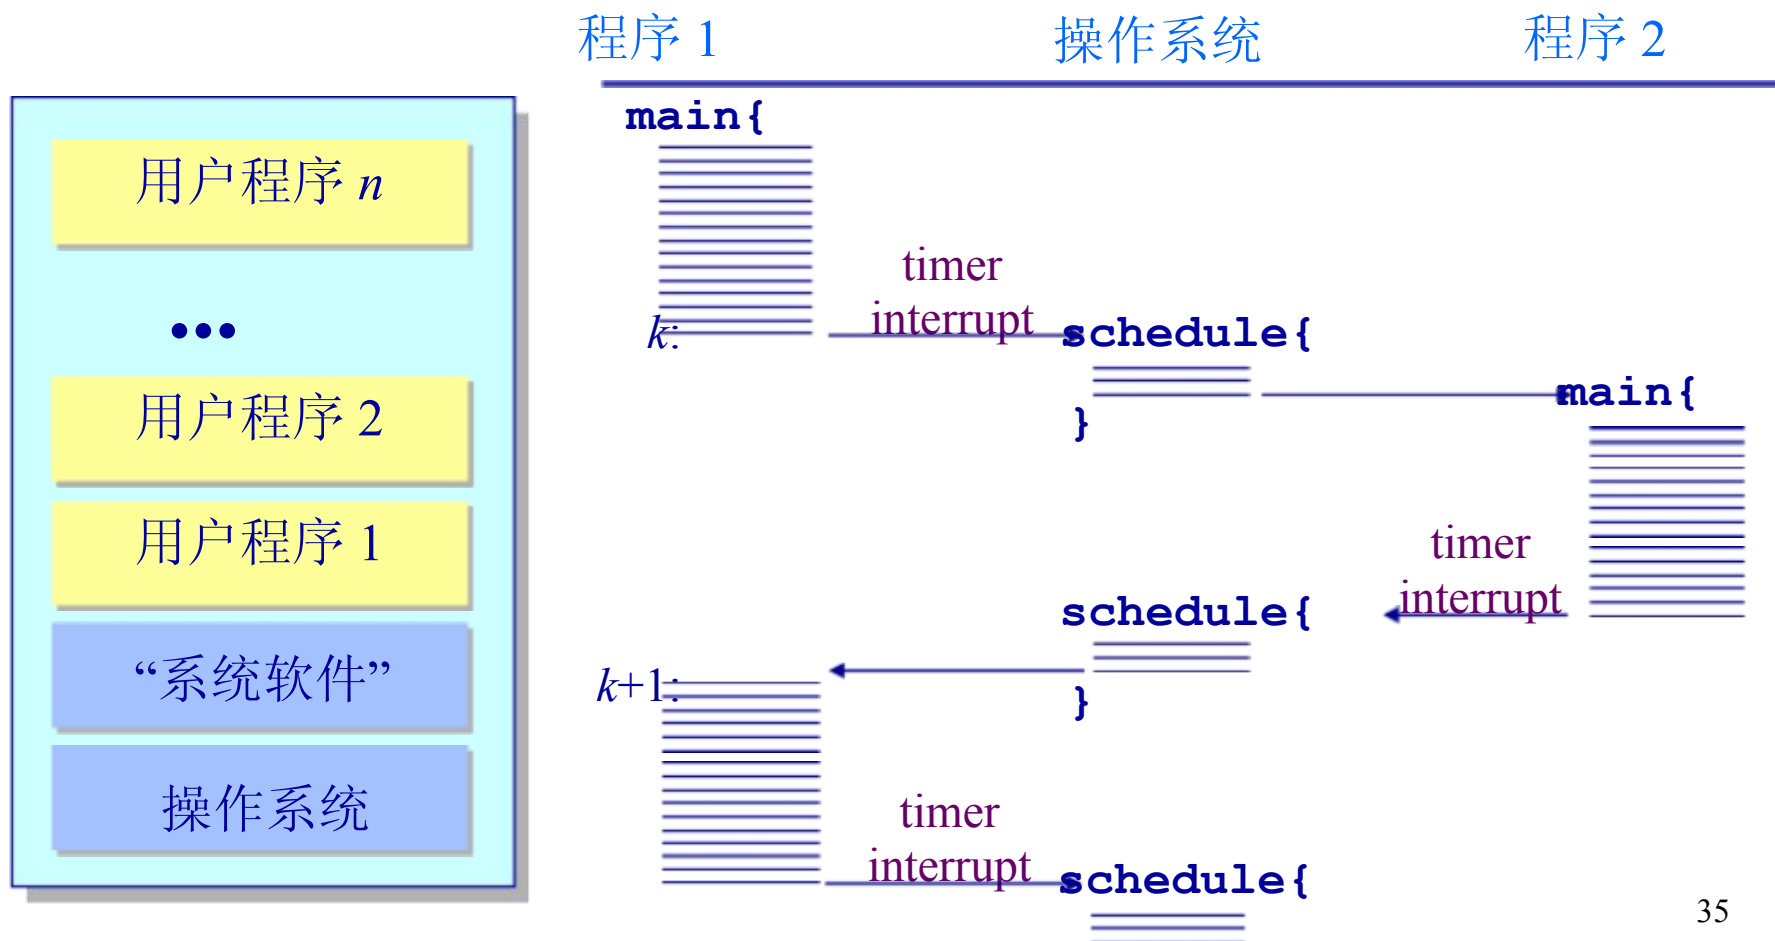 程序 1
操作系统
程序 2
用户程序 n
•••
用户程序 2
用户程序 1
“系统软件”
操作系统
main{
k:
timer
interrupt
schedule{
}
main{
timer
interrupt
schedule{
}
k+1:
timer
interrupt
schedule{
35